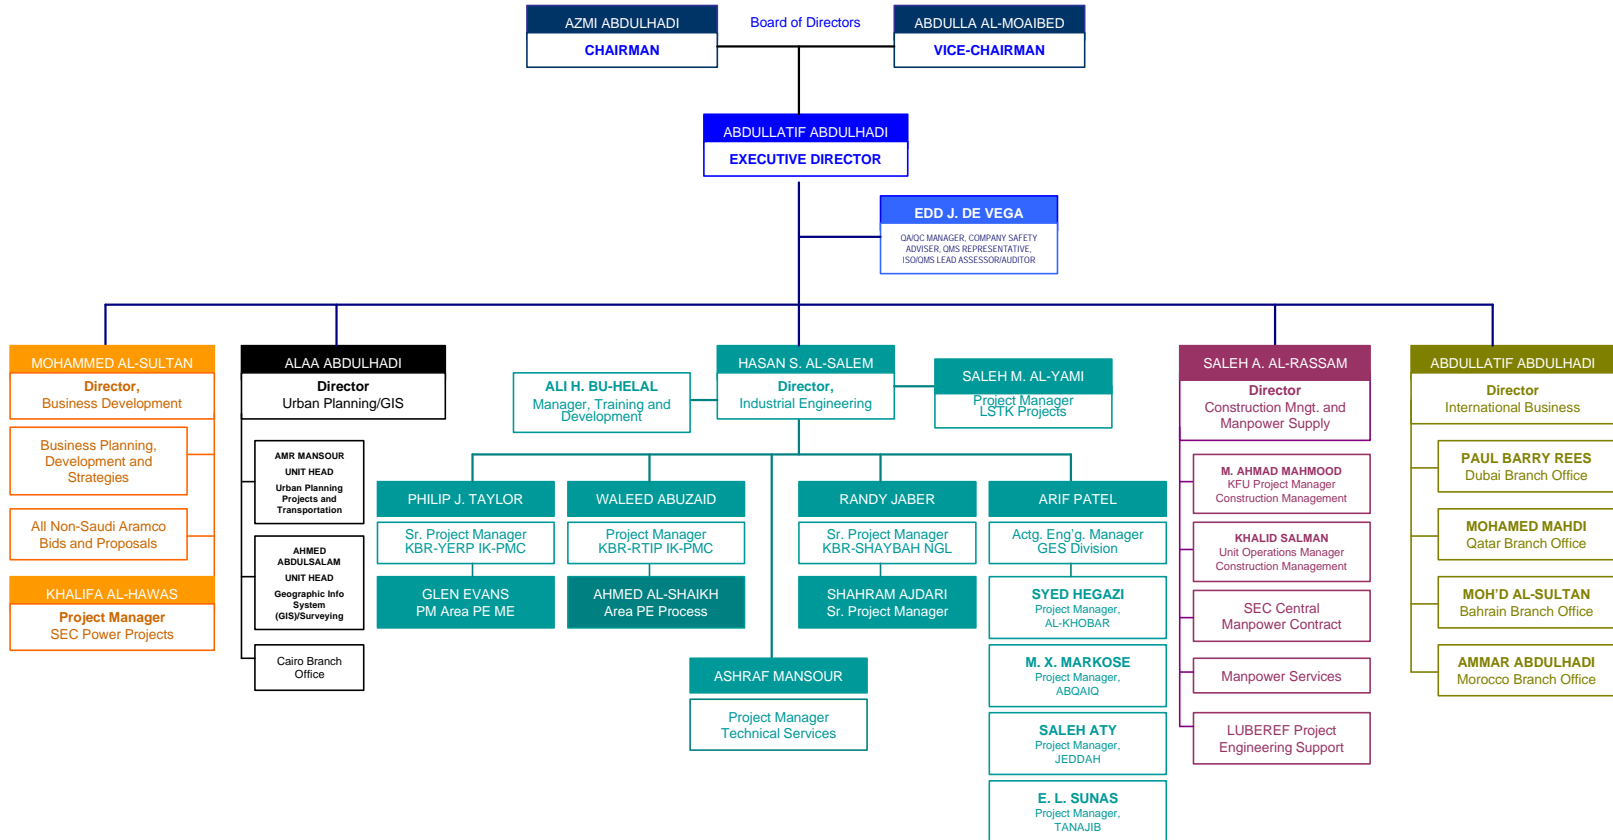 AZMI ABDULHADI
CHAIRMAN
Board of Directors
ABDULLA AL-MOAIBED
VICE-CHAIRMAN
ABDULLATIF ABDULHADI
EXECUTIVE DIRECTOR
EDD J. DE VEGA
QA/QC MANAGER, COMPANY SAFETY
ADVISER, QMS REPRESENTATIVE,
ISO/QMS LEAD ASSESSOR/AUDITOR
MOHAMMED AL-SULTAN
Director,
Business Development
Business Planning,
Development and
Strategies
All Non-Saudi Aramco
Bids and Proposals
KHALIFA AL-HAWAS
Project Manager
SEC Power Projects
ALAA ABDULHADI
Director
Urban Planning/GIS
AMR MANSOUR
UNIT HEAD
Urban Planning
Projects and
Transportation
AHMED
ABDULSALAM
UNIT HEAD
Geographic Info
System
(GIS)/Surveying
Cairo Branch
Office
HASAN S. AL-SALEM
Director,
Industrial Engineering
ALI H. BU-HELAL
Manager, Training and
Development
SALEH M. AL-YAMI
Project Manager
LSTK Projects
PHILIP J. TAYLOR
Sr. Project Manager
KBR-YERP IK-PMC
GLEN EVANS
PM Area PE ME
WALEED ABUZAID
Project Manager
KBR-RTIP IK-PMC
AHMED AL-SHAIKH
Area PE Process
ASHRAF MANSOUR
Project Manager
Technical Services
RANDY JABER
Sr. Project Manager
KBR-SHAYBAH NGL
SHAHRAM AJDARI
Sr. Project Manager
ARIF PATEL
Actg. Eng'g. Manager
GES Division
SYED HEGAZI
Project Manager,
AL-KHOBAR
M. X. MARKOSE
Project Manager,
ABQAIQ
SALEH ATY
Project Manager,
JEDDAH
E. L. SUNAS
Project Manager,
TANAJIB
SALEH A. AL-RASSAM
Director
Construction Mngt. and
Manpower Supply
M. AHMAD MAHMOOD
KFU Project Manager
Construction Management
KHALID SALMAN
Unit Operations Manager
Construction Management
SEC Central
Manpower Contract
Manpower Services
LUBEREF Project
Engineering Support
ABDULLATIF ABDULHADI
Director
International Business
PAUL BARRY REES
Dubai Branch Office
MOHAMED MAHDI
Qatar Branch Office
MOH'D AL-SULTAN
Bahrain Branch Office
AMMAR ABDULHADI
Morocco Branch Office